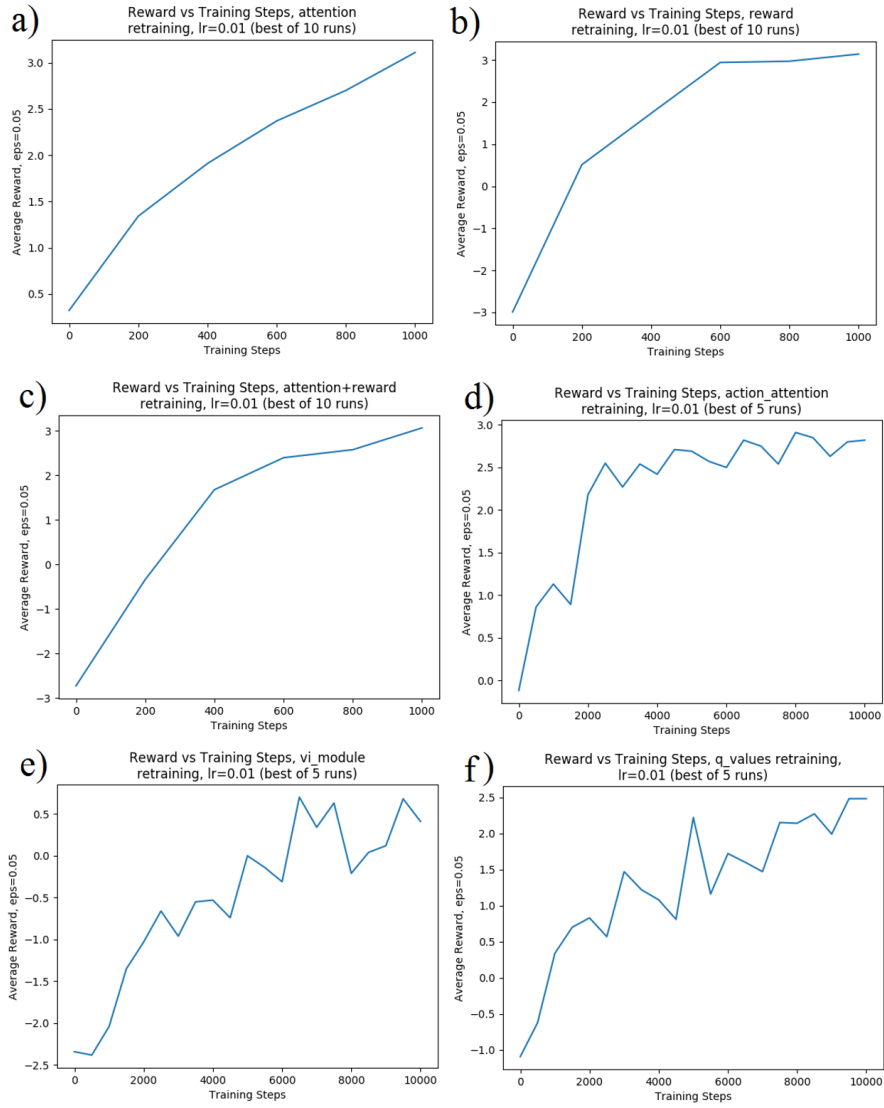 a)
Reward vs Training Steps, attention
retraining, lr=0.01 (best of 10 runs)
Average Reward, eps=0.05
3.0
2.5
2.0
1.5
1.0
0.5
0 200 400 600 800 1000
Training Steps
b)
Reward vs Training Steps, reward
retraining, lr=0.01 (best of 10 runs)
Average Reward, eps=0.05
3
2
1
0
−1
−2
−3
0 200 400 600 800 1000
Training Steps
c)
Reward vs Training Steps, attention+reward
retraining, lr=0.01 (best of 10 runs)
Average Reward, eps=0.05
3
2
1
0
−1
−2
−3
0 200 400 600 800 1000
Training Steps
d)
Reward vs Training Steps, action_attention
retraining, lr=0.01 (best of 5 runs)
Average Reward, eps=0.05
3.0
2.5
2.0
1.5
1.0
0.5
0.0
0 2000 4000 6000 8000 10000
Training Steps
e)
Reward vs Training Steps, vi_module
retraining, lr=0.01 (best of 5 runs)
Average Reward, eps=0.05
0.5
0.0
−0.5
−1.0
−1.5
−2.0
−2.5
0 2000 4000 6000 8000 10000
Training Steps
f)
Reward vs Training Steps, q_values retraining,
lr=0.01 (best of 5 runs)
Average Reward, eps=0.05
2.5
2.0
1.5
1.0
0.5
0.0
−0.5
−1.0
0 2000 4000 6000 8000 10000
Training Steps